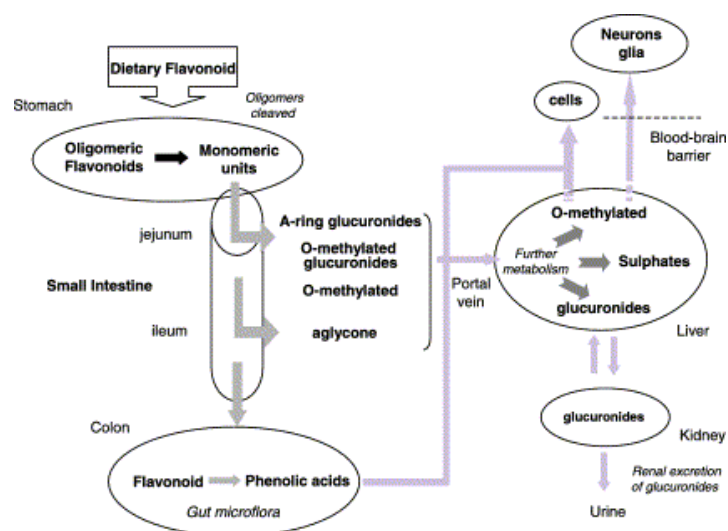 Dietary Flavonoid
Stomach
Oligomers
cleaved
Oligomeric
Flavonoids
Monomeric
units
jejunum
Small Intestine
ileum
A-ring glucuronides
O-methylated
glucuronides
O-methylated
aglycone
Colon
Flavonoid
Phenolic acids
Gut microflora
Neurons
glia
cells
Blood-brain
barrier
O-methylated
Further
metabolism
Sulphates
glucuronides
Portal
vein
Liver
glucuronides
Kidney
Renal excretion
of glucuronides
Urine